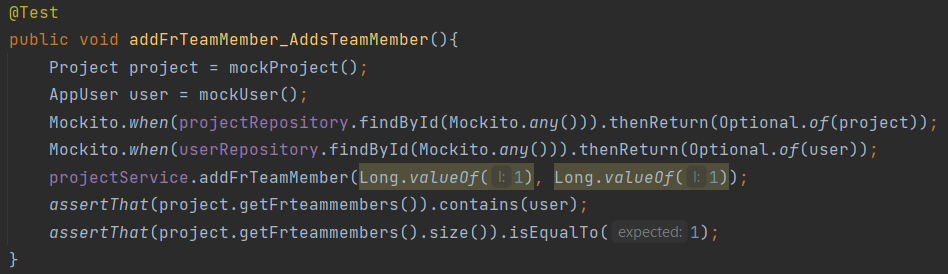 @Test
public void addFrTeamMember_AddsTeamMember(){
Project project = mockProject();
AppUser user = mockUser();
Mockito.when(projectRepository.findById(Mockito.any())).thenReturn(Optional.of(project));
Mockito.when(userRepository.findById(Mockito.any())).thenReturn(Optional.of(user));
projectService.addFrTeamMember(Long.valueOf( l: 1), Long.valueOf( l: 1));
assertThat(project.getFrteammembers()).contains(user);
assertThat(project.getFrteammembers().size()).isEqualTo( expected: 1);
}